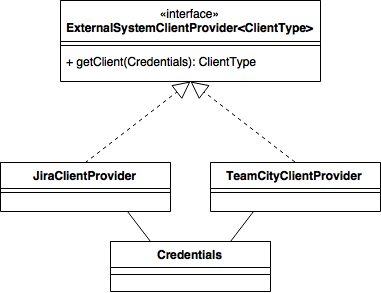 «interface»
ExternalSystemClientProvider<ClientType>
+ getClient(Credentials): ClientType
JiraClientProvider
TeamCityClientProvider
Credentials